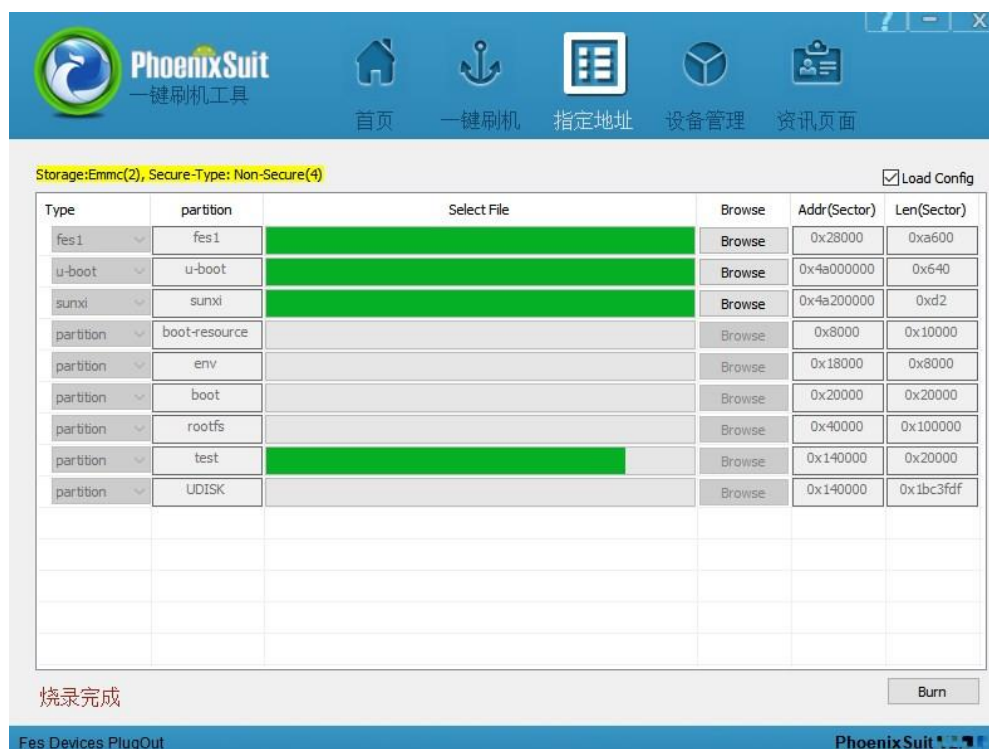 ? - X
PhoenixSuit
一键刷机工具
首页 一键刷机 指定地址 设备管理 资讯页面
Storage:Emmc(2), Secure-Type: Non-Secure(4)
Load Config
Type partition Select File Browse Addr(Sector) Len(Sector)
fes1 fes1 Browse 0x28000 0xa600
u-boot u-boot Browse 0x4a000000 0x640
sunxi sunxi Browse 0x4a200000 0xd2
partition boot-resource Browse 0x8000 0x10000
partition env Browse 0x18000 0x8000
partition boot Browse 0x20000 0x20000
partition rootfs Browse 0x40000 0x100000
partition test Browse 0x140000 0x20000
partition UDISK Browse 0x140000 0x1bc3fdf
烧录完成
Burn
Fes Devices PlugOut
PhoenixSuit